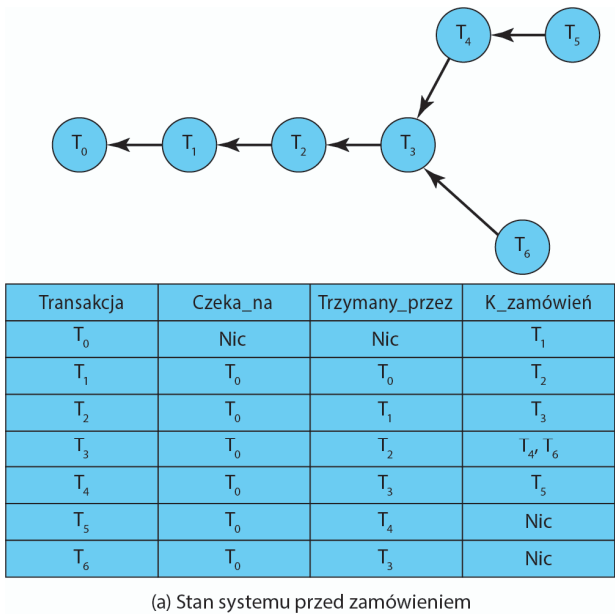 T₄ T₅
T₀ T₁ T₂ T₃
T₆
Transakcja Czeka_na Trzymany_przez K_zamówień
T₀ Nic Nic T₁
T₁ T₀ T₀ T₂
T₂ T₀ T₁ T₃
T₃ T₀ T₂ T₄, T₆
T₄ T₀ T₃ T₅
T₅ T₀ T₄ Nic
T₆ T₀ T₃ Nic
(a) Stan systemu przed zamówieniem